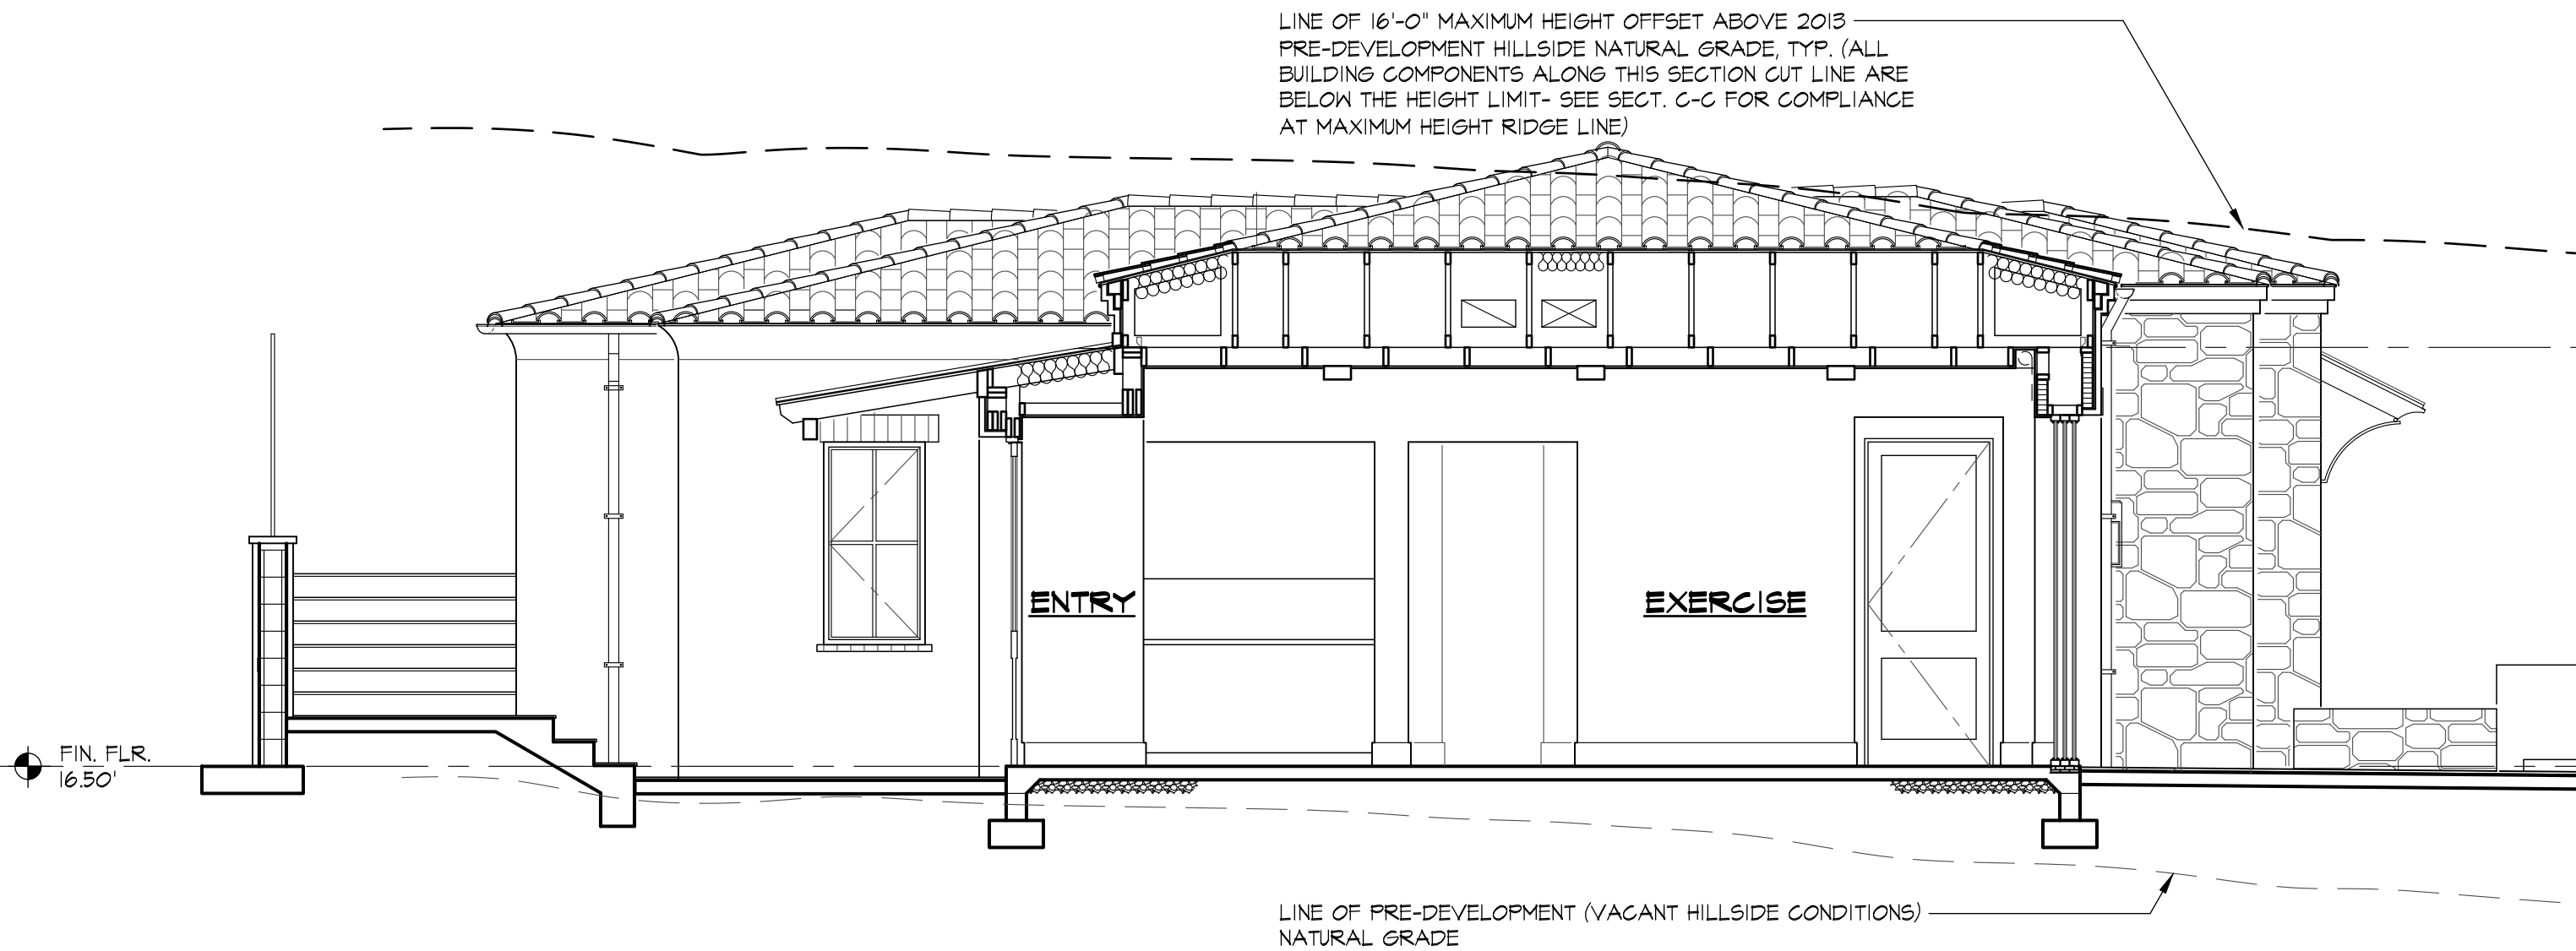 LINE OF 16'-0" MAXIMUM HEIGHT OFFSET ABOVE 2013
PRE-DEVELOPMENT HILLSIDE NATURAL GRADE, TYP. (ALL
BUILDING COMPONENTS ALONG THIS SECTION CUT LINE ARE
BELOW THE HEIGHT LIMIT- SEE SECT. C-C FOR COMPLIANCE
AT MAXIMUM HEIGHT RIDGE LINE)
ENTRY
EXERCISE
FIN. FLR.
16.50'
LINE OF PRE-DEVELOPMENT (VACANT HILLSIDE CONDITIONS)
NATURAL GRADE